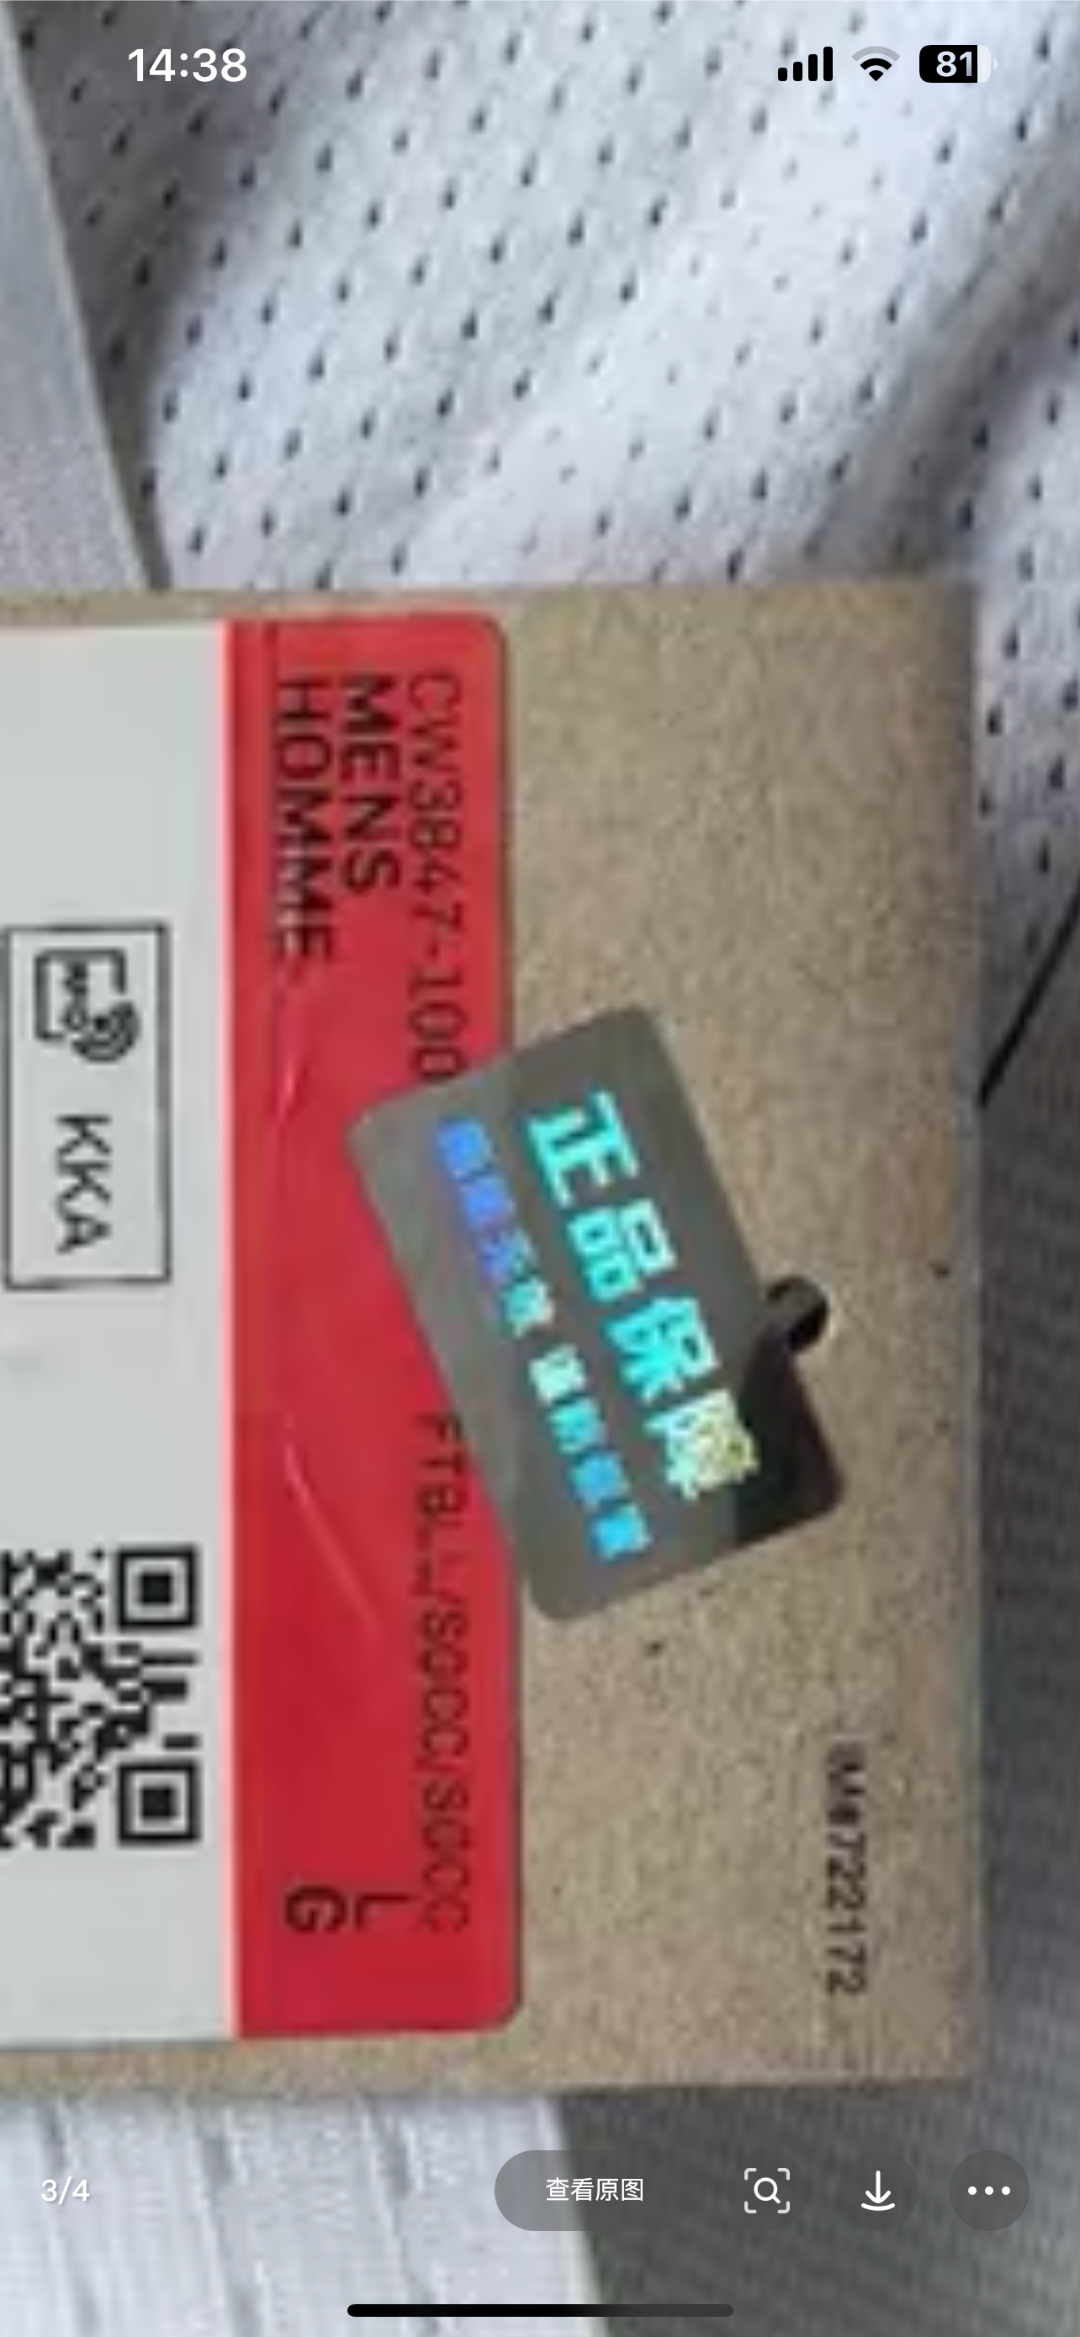 14:38
81
CW3847-100
FTBL/SOCC/SOCC
MENS
L
HOMME
G
正品保障
KKA
722172
3/4
查看原图